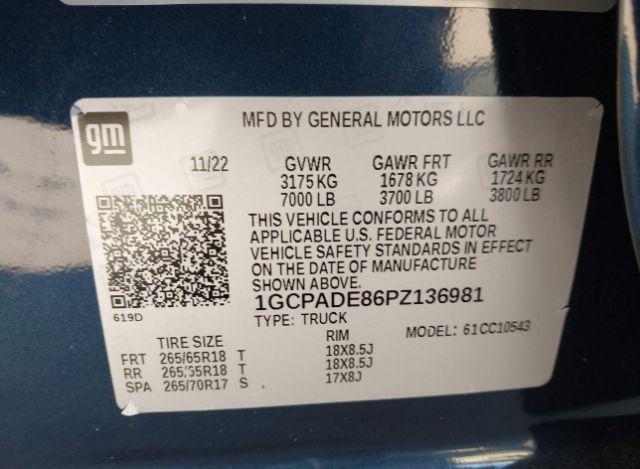 gm
MFD BY GENERAL MOTORS LLC
11/22 GVWR GAWR FRT GAWR RR
3175 KG 1678 KG 1724 KG
7000 LB 3700 LB 3800 LB
THIS VEHICLE CONFORMS TO ALL
APPLICABLE U.S. FEDERAL MOTOR
VEHICLE SAFETY STANDARDS IN EFFECT
ON THE DATE OF MANUFACTURE
SHOWN ABOVE.
1GCPADE86PZ136981
619D TYPE: TRUCK MODEL: 61CC10543
TIRE SIZE RIM
FRT 265/65R18 T 18X8.5J
RR 265/65R18 T 18X8.5J
SPA 265/70R17 S 17X8J